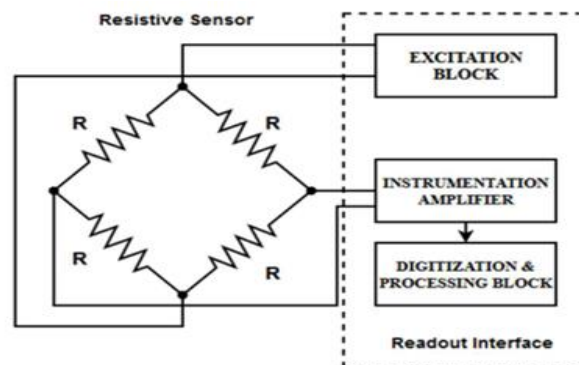 Resistive Sensor
EXCITATION
BLOCK
R
R
INSTRUMENTATION
AMPLIFIER
R
R
DIGITIZATION &
PROCESSING BLOCK
Readout Interface